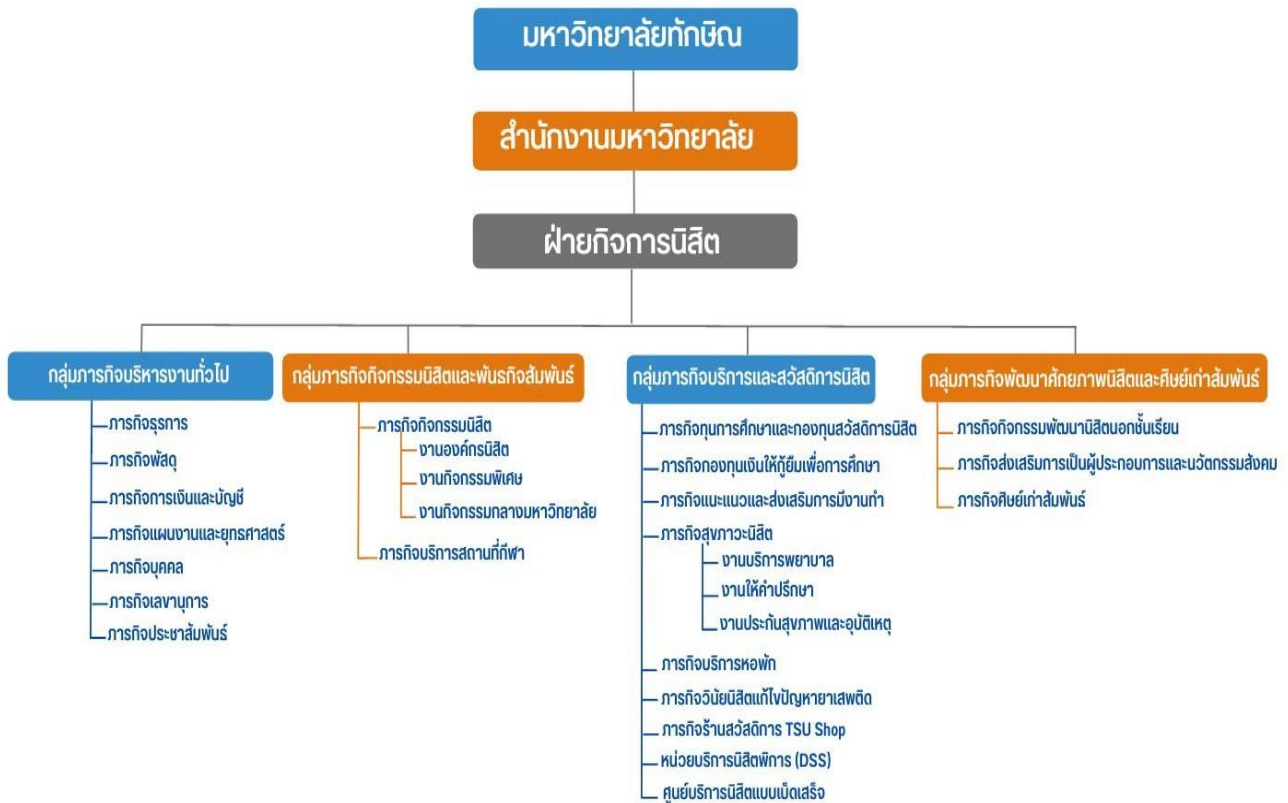 มหาวิทยาลัยทักษิณ
สำนักงานมหาวิทยาลัย
ฝ่ายกิจการนิสิต
กลุ่มภารกิจบริหารงานทั่วไป
ภารกิจธุรการ
ภารกิจพัสดุ
ภารกิจการเงินและบัญชี
ภารกิจแผนงานและยุทธศาสตร์
ภารกิจบุคคล
ภารกิจเลขานุการ
ภารกิจประชาสัมพันธ์
กลุ่มภารกิจกิจกรรมนิสิตและพันธกิจสัมพันธ์
ภารกิจกิจกรรมนิสิต
งานองค์กรนิสิต
งานกิจกรรมพิเศษ
งานกิจกรรมกลางมหาวิทยาลัย
ภารกิจบริการสถานที่กีฬา
กลุ่มภารกิจบริการและสวัสดิการนิสิต
ภารกิจทุนการศึกษาและกองทุนสวัสดิการนิสิต
ภารกิจกองทุนเงินให้กู้ยืมเพื่อการศึกษา
ภารกิจแนะแนวและส่งเสริมการมีงานทำ
ภารกิจสุขภาวะนิสิต
งานบริการพยาบาล
งานให้คำปรึกษา
งานประกันสุขภาพและอุบัติเหตุ
ภารกิจบริการหอพัก
ภารกิจวินัยนิสิตแก้ไขปัญหายาเสพติด
ภารกิจร้านสวัสดิการ TSU Shop
หน่วยบริการนิสิตพิการ (DSS)
ศูนย์บริการนิสิตแบบเบ็ดเสร็จ
กลุ่มภารกิจพัฒนาศักยภาพนิสิตและศิษย์เก่าสัมพันธ์
ภารกิจกิจกรรมพัฒนานิสิตนอกชั้นเรียน
ภารกิจส่งเสริมการเป็นผู้ประกอบการและนวัตกรรมสังคม
ภารกิจศิษย์เก่าสัมพันธ์